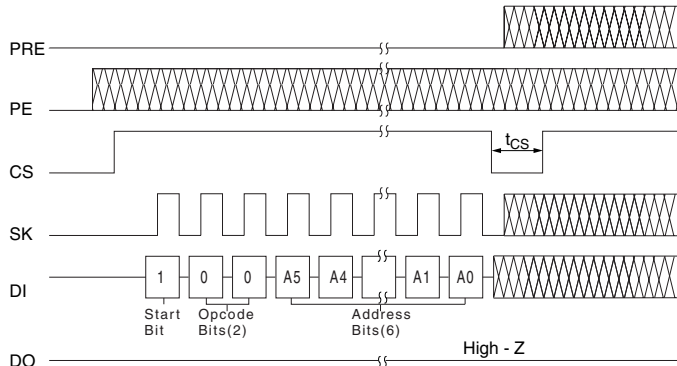 PRE
PE
CS
tCS
SK
DI
1 0 0 A5 A4 A1 A0
Start Bit
Opcode Bits(2)
Address Bits(6)
High - Z
DO